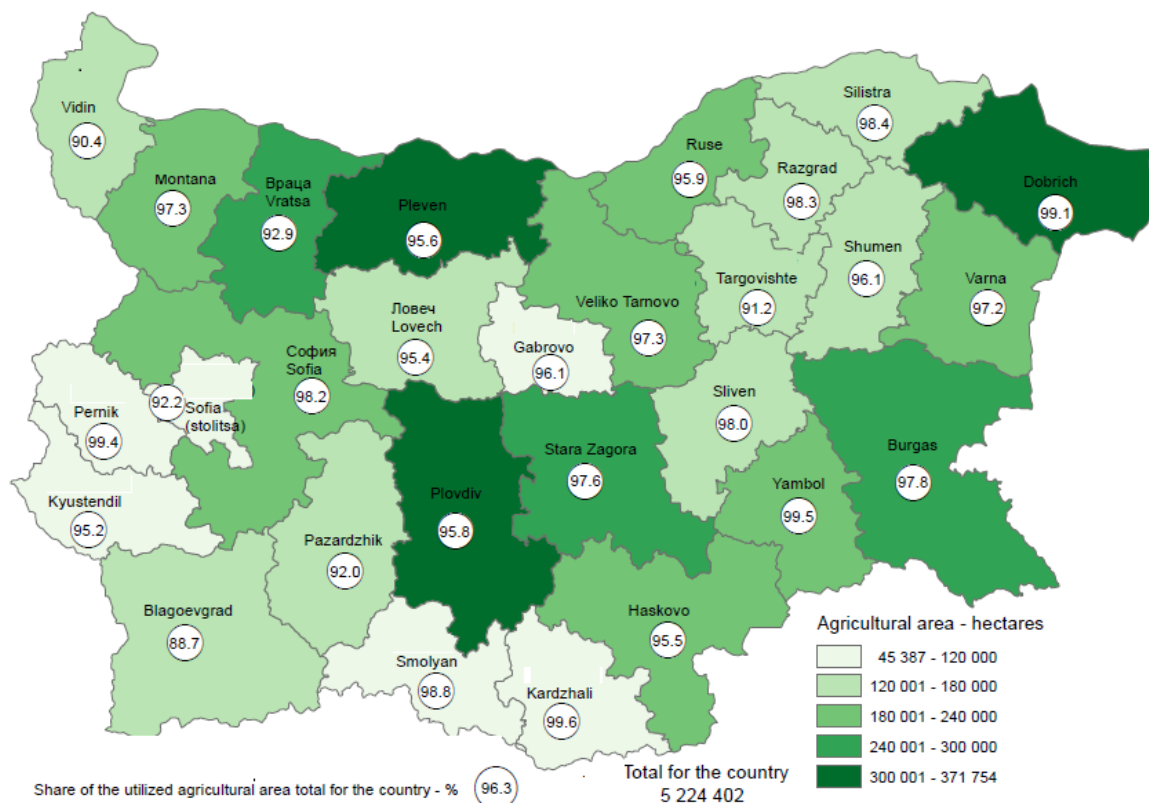 Vidin
90.4
Montana
97.3
Враца
Vratsa
92.9
Pleven
95.6
Ruse
95.9
Silistra
98.4
Razgrad
98.3
Dobrich
99.1
Shumen
96.1
Targovishte
91.2
Varna
97.2
Veliko Tarnovo
97.3
Ловеч
Lovech
95.4
Gabrovo
96.1
София
Sofia
98.2
92.2
Sofia
(stolitsa)
Pernik
99.4
Kyustendil
95.2
Sliven
98.0
Burgas
97.8
Stara Zagora
97.6
Yambol
99.5
Plovdiv
95.8
Pazardzhik
92.0
Blagoevgrad
88.7
Haskovo
95.5
Smolyan
98.8
Kardzhali
99.6
Agricultural area - hectares
45 387 - 120 000
120 001 - 180 000
180 001 - 240 000
240 001 - 300 000
300 001 - 371 754
Share of the utilized agricultural area total for the country - % 96.3
Total for the country
5 224 402